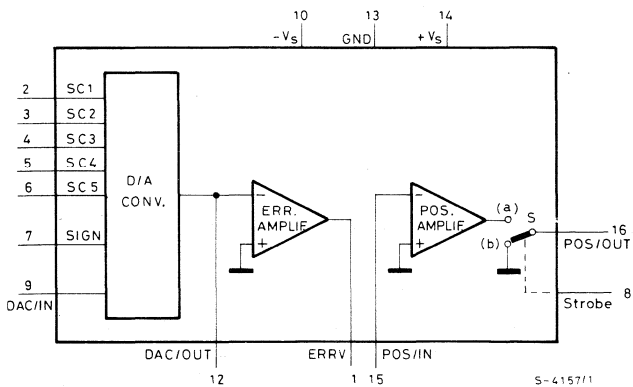 10 13 14
-VS GND +VS
2 SC1
3 SC2
4 SC3
5 SC4
6 SC5
7 SIGN
9
DAC/IN
D/A
CONV.
-
ERR.
AMPLIF.
+
-
POS.
AMPLIF.
+
(a) S
(b)
16
POS/OUT
8
Strobe
DAC/OUT ERRV POS/IN
12 1 15
S-4157/1